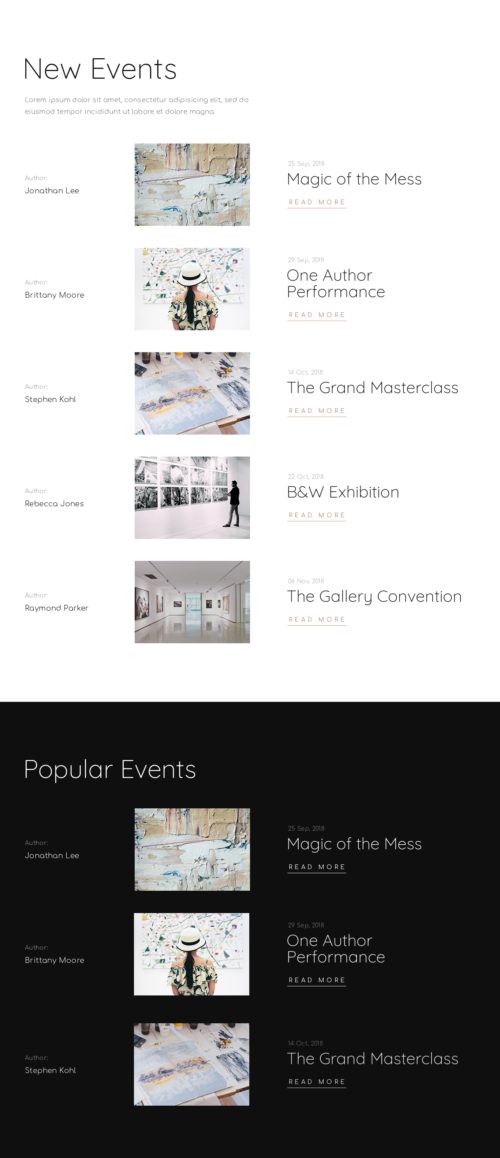 New Events
Lorem ipsum dolor sit amet, consectetur adipisicing elit, sed do
eiusmod tempor incididunt ut labore et dolore magna.
Author:
Jonathan Lee
25 Sep, 2018
Magic of the Mess
READ MORE
Author:
Brittany Moore
29 Sep, 2018
One Author
Performance
READ MORE
Author:
Stephen Kohl
14 Oct, 2018
The Grand Masterclass
READ MORE
Author:
Rebecca Jones
22 Oct, 2018
B&W Exhibition
READ MORE
Author:
Raymond Parker
06 Nov, 2018
The Gallery Convention
READ MORE
Popular Events
Author:
Jonathan Lee
25 Sep, 2018
Magic of the Mess
READ MORE
Author:
Brittany Moore
29 Sep, 2018
One Author
Performance
READ MORE
Author:
Stephen Kohl
14 Oct, 2018
The Grand Masterclass
READ MORE